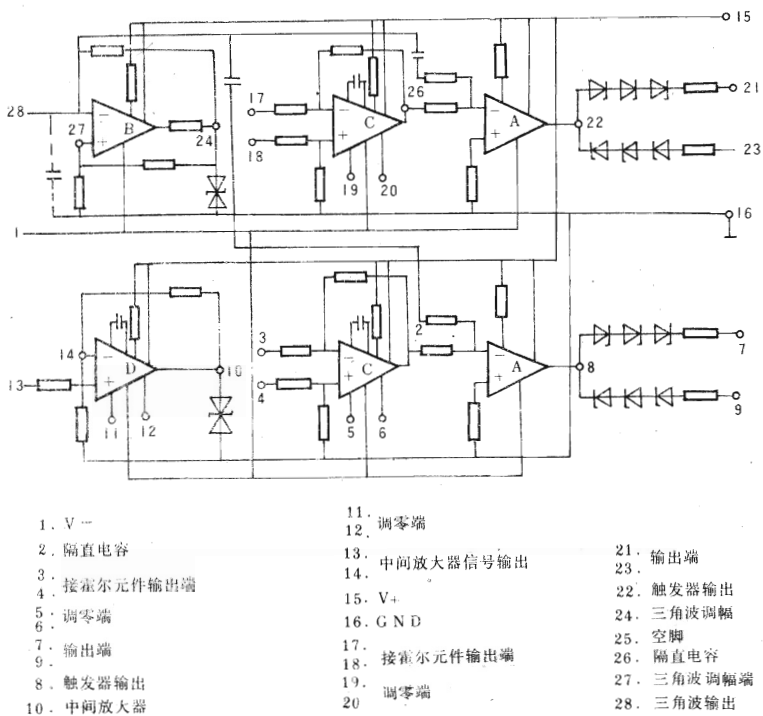 15
28
27
B
24
17
18
C
26
19
20
A
22
21
23
16
1
14
13
D
10
11
12
3
4
C
5
6
2
A
8
7
9
1. V-
2. 隔直电容
3.
4. 接霍尔元件输出端
5.
6. 调零端
7.
9. 输出端
8. 触发器输出
10. 中间放大器
11.
12. 调零端
13.
14. 中间放大器信号输出
15. V+
16. GND
17.
18. 接霍尔元件输出端
19.
20 调零端
21.
23. 输出端
22. 触发器输出
24. 三角波调幅
25. 空脚
26. 隔直电容
27. 三角波调幅端
28. 三角波输出